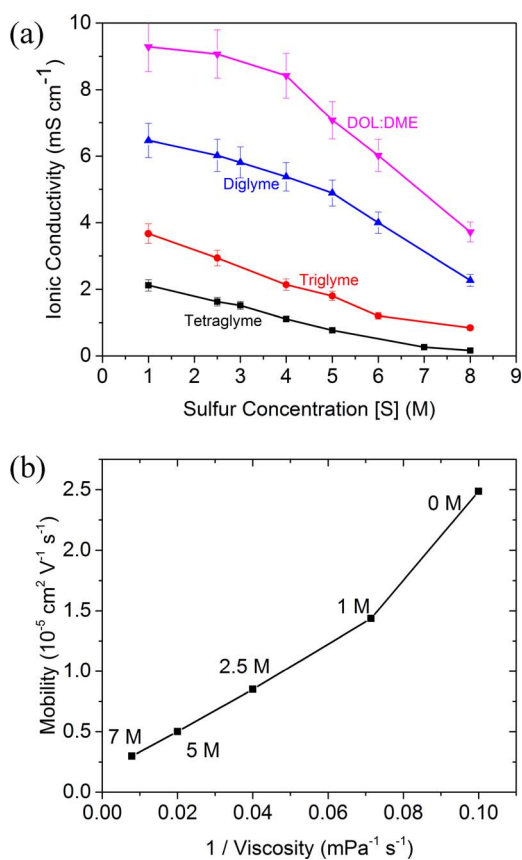 (a)
10
8
6
4
2
0
Ionic Conductivity (mS cm⁻¹)
DOL:DME
Diglyme
Triglyme
Tetraglyme
0 1 2 3 4 5 6 7 8 9
Sulfur Concentration [S] (M)
(b)
2.5
2.0
1.5
1.0
0.5
0.0
Mobility (10⁻⁵ cm² V⁻¹ s⁻¹)
0 M
1 M
2.5 M
7 M
5 M
0.00 0.02 0.04 0.06 0.08 0.10
1 / Viscosity (mPa⁻¹ s⁻¹)